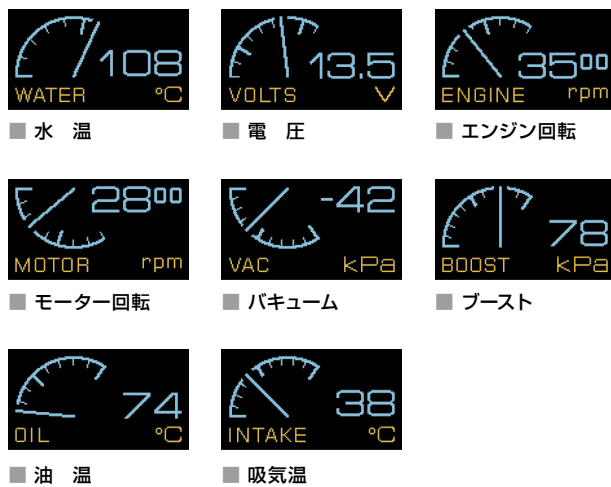 108
WATER °C
■ 水　温
13.5
VOLTS V
■ 電　圧
3500
ENGINE rpm
■ エンジン回転
2800
MOTOR rpm
■ モーター回転
-42
VAC kPa
■ バキューム
78
BOOST kPa
■ ブースト
74
OIL °C
■ 油　温
38
INTAKE °C
■ 吸気温